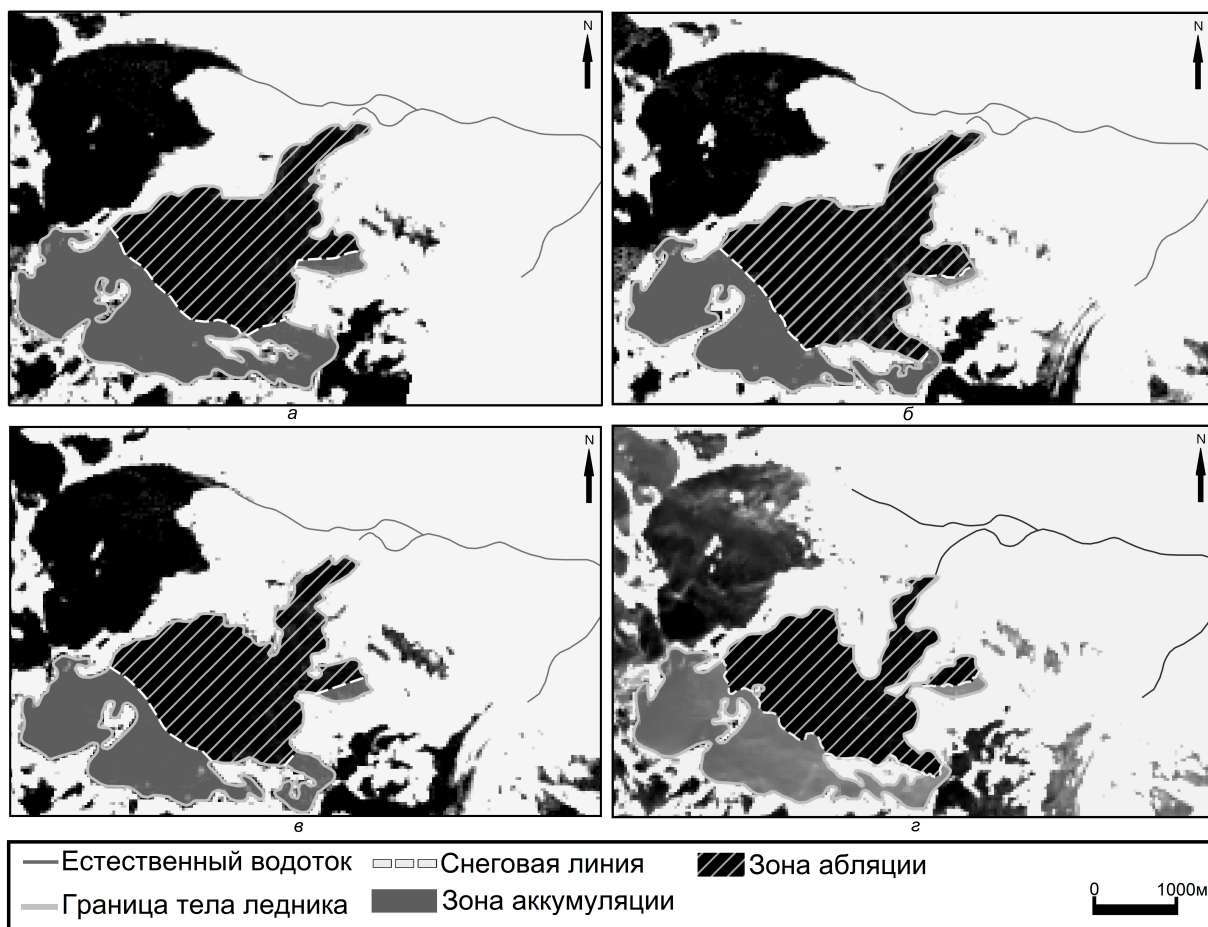 N
N
а
б
N
N
в
г
Естественный водоток
Снеговая линия
Зона абляции
Граница тела ледника
Зона аккумуляции
0 1000м